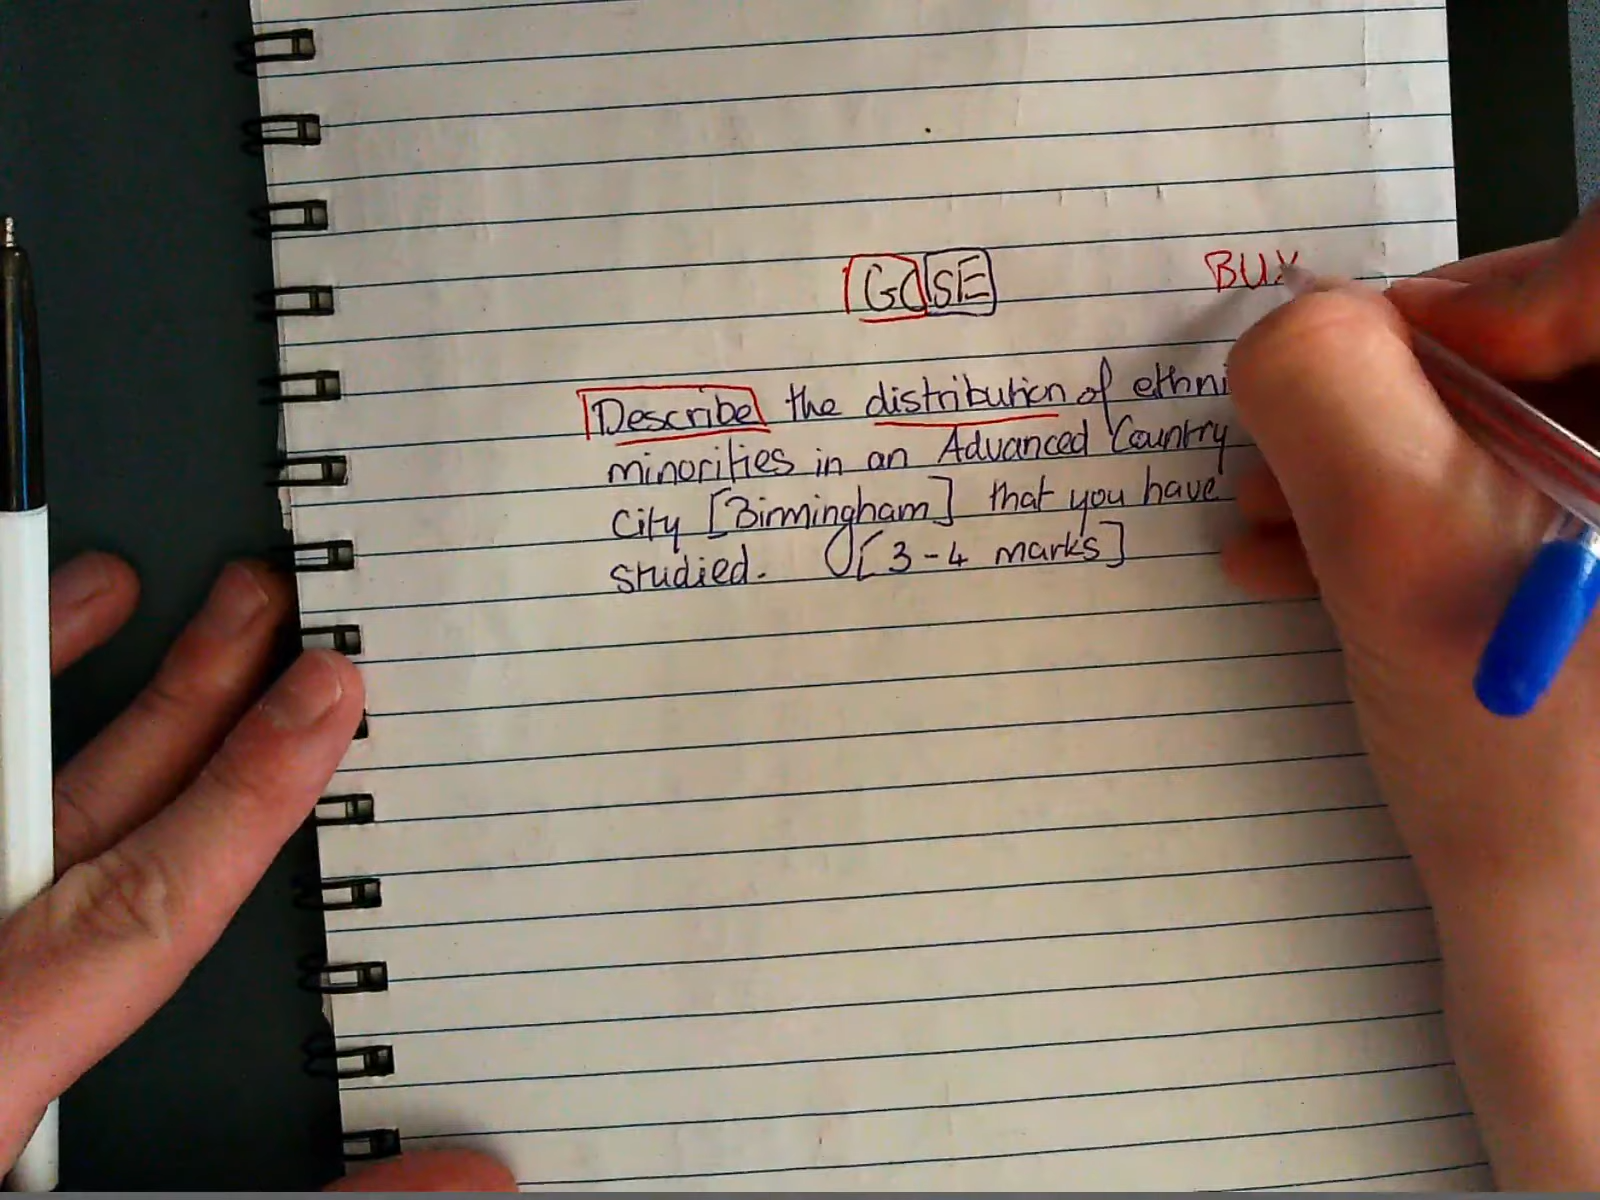 GCSE
BUX
Describe the distribution of ethni
minorities in an Advanced Country
City [Birmingham] that you have
studied. [3-4 marks]